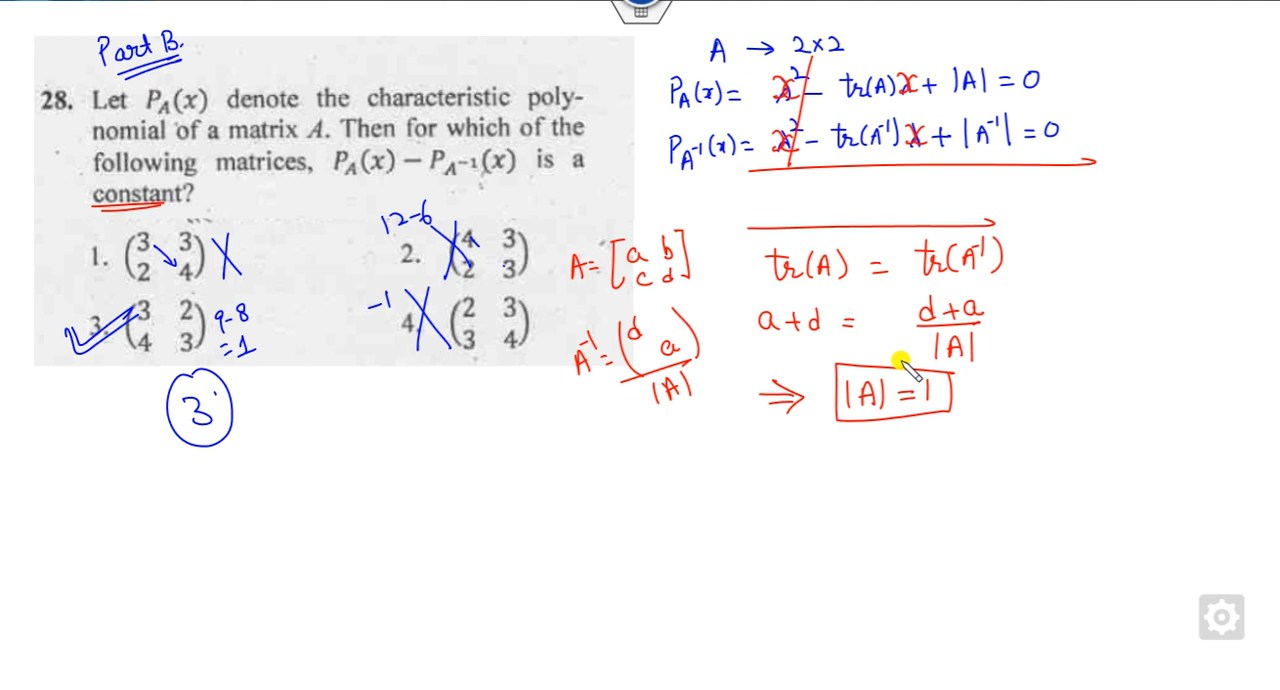 Part B.
28. Let P_A(x) denote the characteristic poly-
nomial of a matrix A. Then for which of the
following matrices, P_A(x) − P_{A^{-1}}(x) is a
constant?
1. (3 3
2 4) X
12-6
2. (4 3
2 3)
3. (3 2
4 3) 9-8
=1
-1
4. (2 3
3 4)
3
A → 2×2
P_A(x) = x² − tr(A)x + |A| = 0
P_{A^{-1}}(x) = x² − tr(A^{-1})x + |A^{-1}| = 0
A = [a b
c d]
A^{-1} = (d
a)
|A|
tr(A) = tr(A^{-1})
a+d = d+a
|A|
⇒ |A| = 1